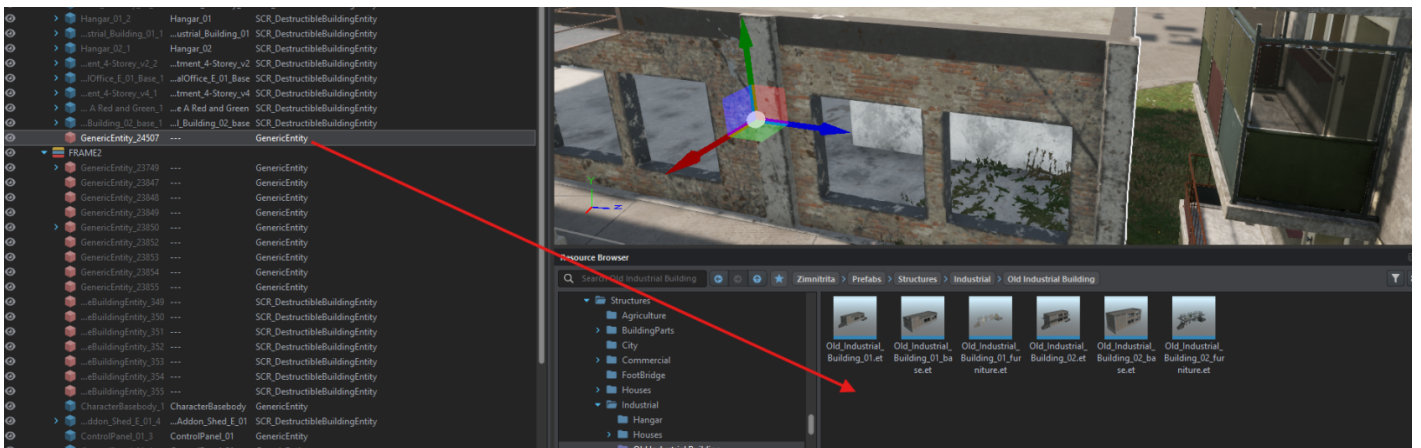 Hangar_01_2 Hangar_01 SCR_DestructibleBuildingEntity
...strial_Building_01_1 ...ustrial_Building_01 SCR_DestructibleBuildingEntity
Hangar_02_1 Hangar_02 SCR_DestructibleBuildingEntity
...ent_4-Storey_v2_2 ...tment_4-Storey_v2 SCR_DestructibleBuildingEntity
...lOffice_E_01_Base_1 ...alOffice_E_01_Base SCR_DestructibleBuildingEntity
...ent_4-Storey_v4_1 ...tment_4-Storey_v4 SCR_DestructibleBuildingEntity
... A Red and Green_1 ...e A Red and Green SCR_DestructibleBuildingEntity
...Building_02_base_1 ...l_Building_02_base SCR_DestructibleBuildingEntity
GenericEntity_24507 --- GenericEntity
FRAME2
GenericEntity_23749 --- GenericEntity
GenericEntity_23847 --- GenericEntity
GenericEntity_23848 --- GenericEntity
GenericEntity_23849 --- GenericEntity
GenericEntity_23850 --- GenericEntity
GenericEntity_23852 --- GenericEntity
GenericEntity_23853 --- GenericEntity
GenericEntity_23854 --- GenericEntity
GenericEntity_23855 --- GenericEntity
...eBuildingEntity_349 --- SCR_DestructibleBuildingEntity
...eBuildingEntity_350 --- SCR_DestructibleBuildingEntity
...eBuildingEntity_351 --- SCR_DestructibleBuildingEntity
...eBuildingEntity_352 --- SCR_DestructibleBuildingEntity
...eBuildingEntity_353 --- SCR_DestructibleBuildingEntity
...eBuildingEntity_354 --- SCR_DestructibleBuildingEntity
...eBuildingEntity_355 --- SCR_DestructibleBuildingEntity
CharacterBasebody_1 CharacterBasebody GenericEntity
...ddon_Shed_E_01_4 ...Addon_Shed_E_01 SCR_DestructibleBuildingEntity
ControlPanel_01_3 ControlPanel_01 GenericEntity
Y
Z
Resource Browser
Search Old Industrial Building
Zimnitrita > Prefabs > Structures > Industrial > Old Industrial Building
Structures
Agriculture
BuildingParts
City
Commercial
FootBridge
Houses
Industrial
Hangar
Houses
Old Industrial Building
Old_Industrial_Building_01.et
Old_Industrial_Building_01_base.et
Old_Industrial_Building_01_furniture.et
Old_Industrial_Building_02.et
Old_Industrial_Building_02_base.et
Old_Industrial_Building_02_furniture.et